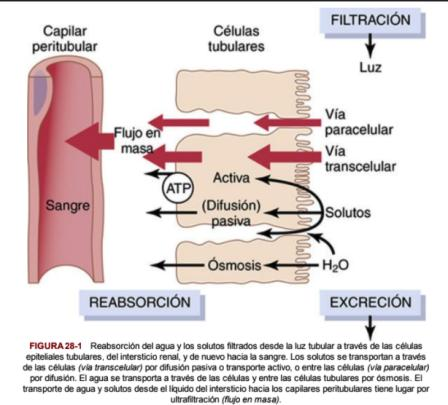 FILTRACIÓN
Capilar
peritubular
Células
tubulares
Luz
Flujo en
masa
Vía
paracelular
Vía
transcelular
ATP
Activa
Sangre
(Difusión)
pasiva
Solutos
Ósmosis
H₂O
REABSORCIÓN
EXCRECIÓN
FIGURA 28-1 Reabsorción del agua y los solutos filtrados desde la luz tubular a través de las células
epiteliales tubulares, del intersticio renal, y de nuevo hacia la sangre. Los solutos se transportan a través
de las células (vía transcelular) por difusión pasiva o transporte activo, o entre las células (vía paracelular)
por difusión. El agua se transporta a través de las células y entre las células tubulares por ósmosis. El
transporte de agua y solutos desde el líquido del intersticio hacia los capilares peritubulares tiene lugar por
ultrafiltración (flujo en masa).